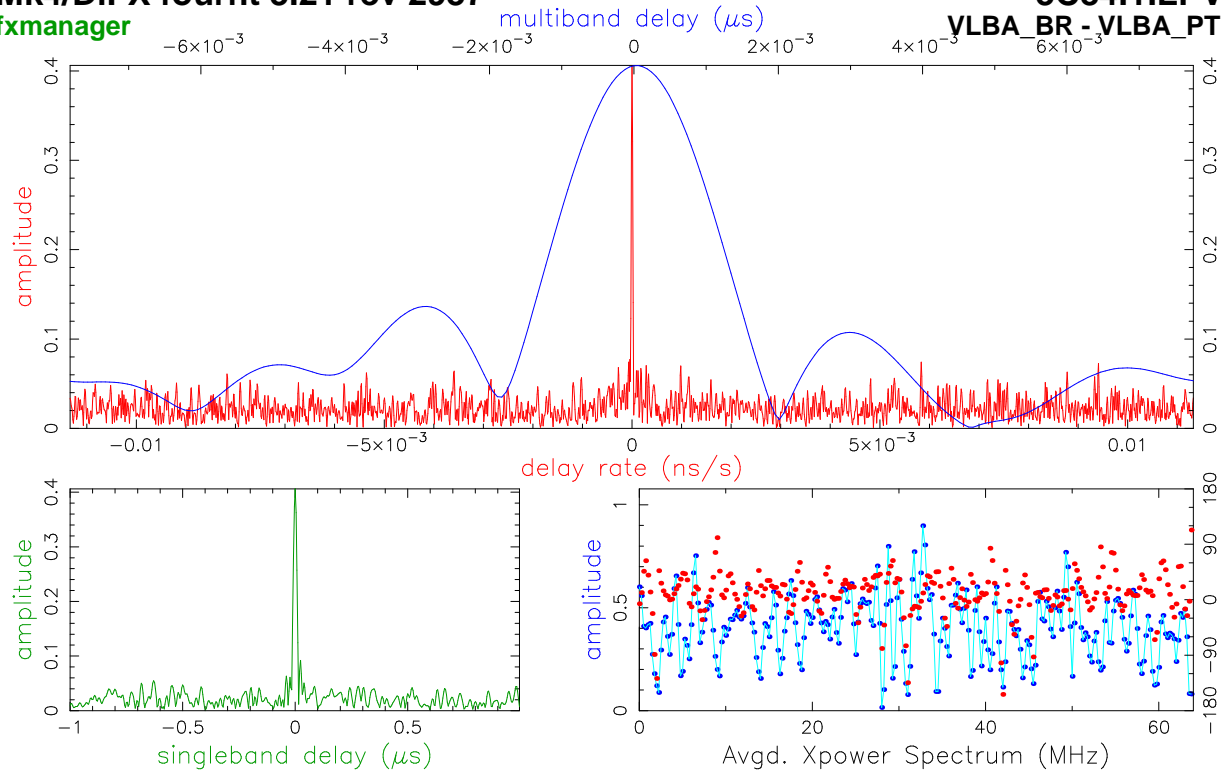 Mk4/DiFX fourfit rev
fxmanager
VLBA_BR - VLBA_PT
multiband delay (μs)
−6×10⁻³ −4×10⁻³ −2×10⁻³ 0 2×10⁻³ 4×10⁻³ 6×10⁻³
amplitude
0 0.1 0.2 0.3 0.4
0 0.1 0.2 0.3 0.4
−0.01 −5×10⁻³ 0 5×10⁻³ 0.01
delay rate (ns/s)
amplitude
0 0.1 0.2 0.3 0.4
−1 −0.5 0 0.5
singleband delay (μs)
amplitude
0 0.5 1
−180 −90 0 90 180
0 20 40 60
Avgd. Xpower Spectrum (MHz)